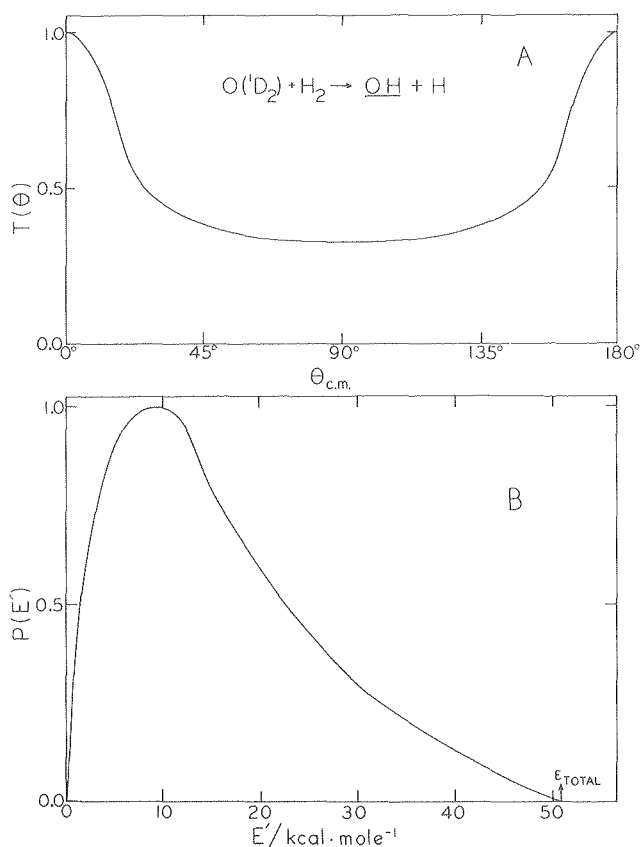 1.0
A
O(¹D₂) + H₂ → OH + H
0.5
T(θ)
0.0
0° 45° 90° 135° 180°
θc.m.
1.0
B
P(E′)
0.5
E TOTAL
0.0
0 10 20 30 40 50
E′/kcal·mole⁻¹